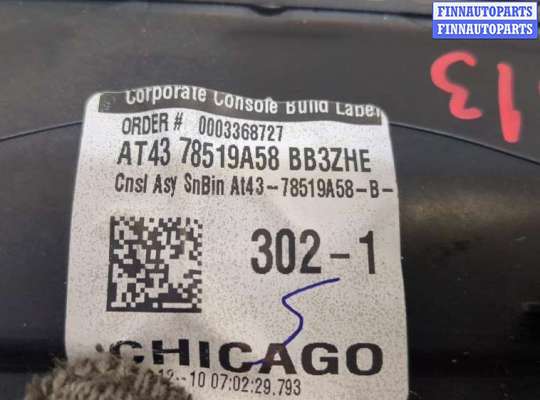 FINNAUTOPARTS
FINNAUTOPARTS
13
Corporate Console Build Label
ORDER # 0003368727
AT43 78519A58 BB3ZHE
Cnsl Asy SnBin At43-78519A58-B-
302-1
CHICAGO
12--10 07:02:29.793